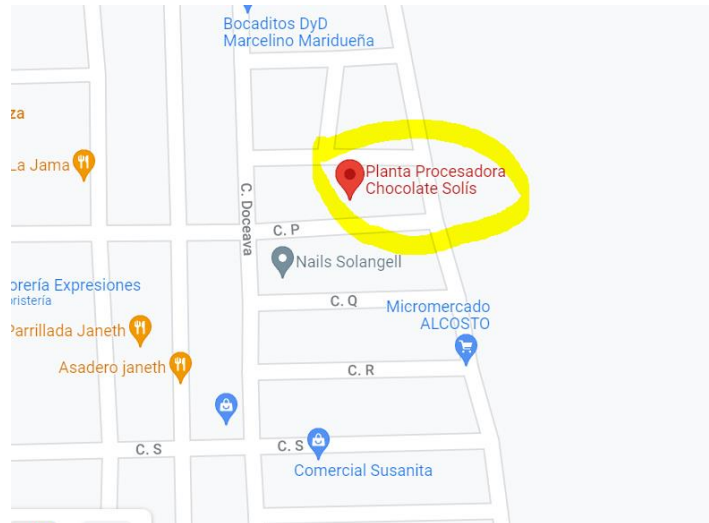 Bocaditos DyD
Marcelino Maridueña
za
La Jama
Planta Procesadora
Chocolate Solís
C. Doceava
C. P
Nails Solangell
orería Expresiones
oristería
C. Q
Micromercado
ALCOSTO
Parrillada Janeth
Asadero janeth
C. R
C. S
C. S
Comercial Susanita